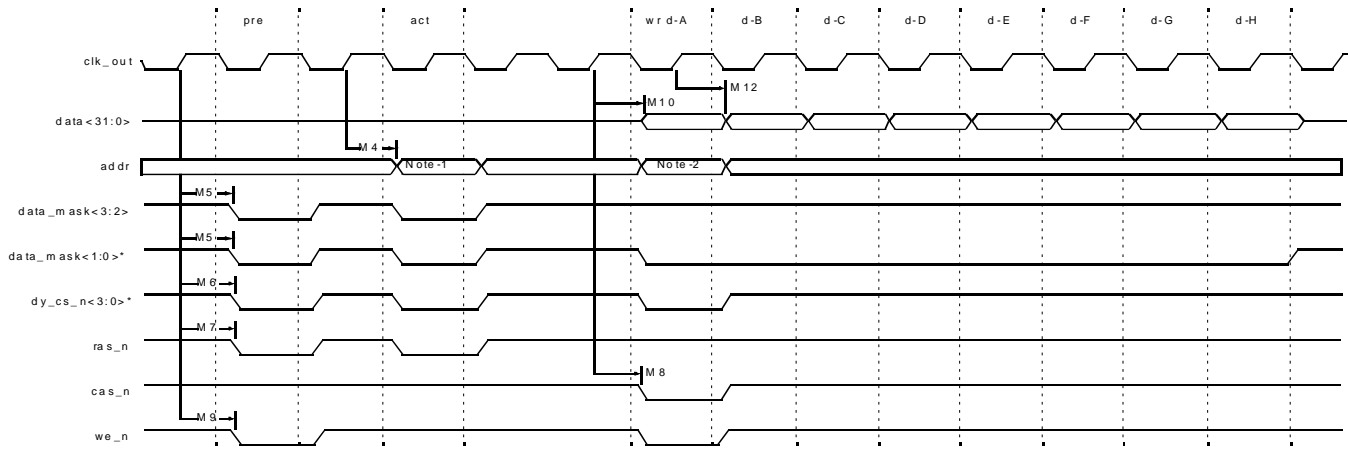 pre act wr d-A d-B d-C d-D d-E d-F d-G d-H
clk_out
M12
M10
data<31:0>
M4
addr Note-1 Note-2
M5
data_mask<3:2>
M5
data_mask<1:0>*
M6
dy_cs_n<3:0>*
M7
ras_n
M8
cas_n
M9
we_n